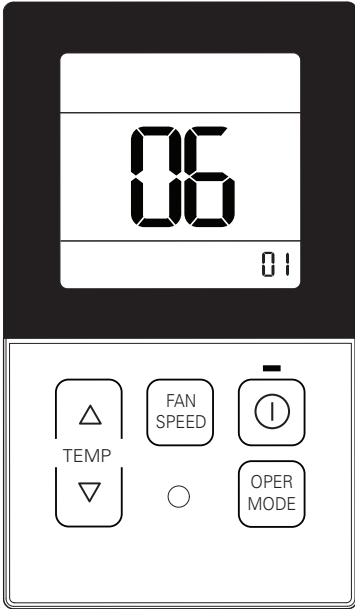 06
01
FAN
SPEED
TEMP
OPER
MODE